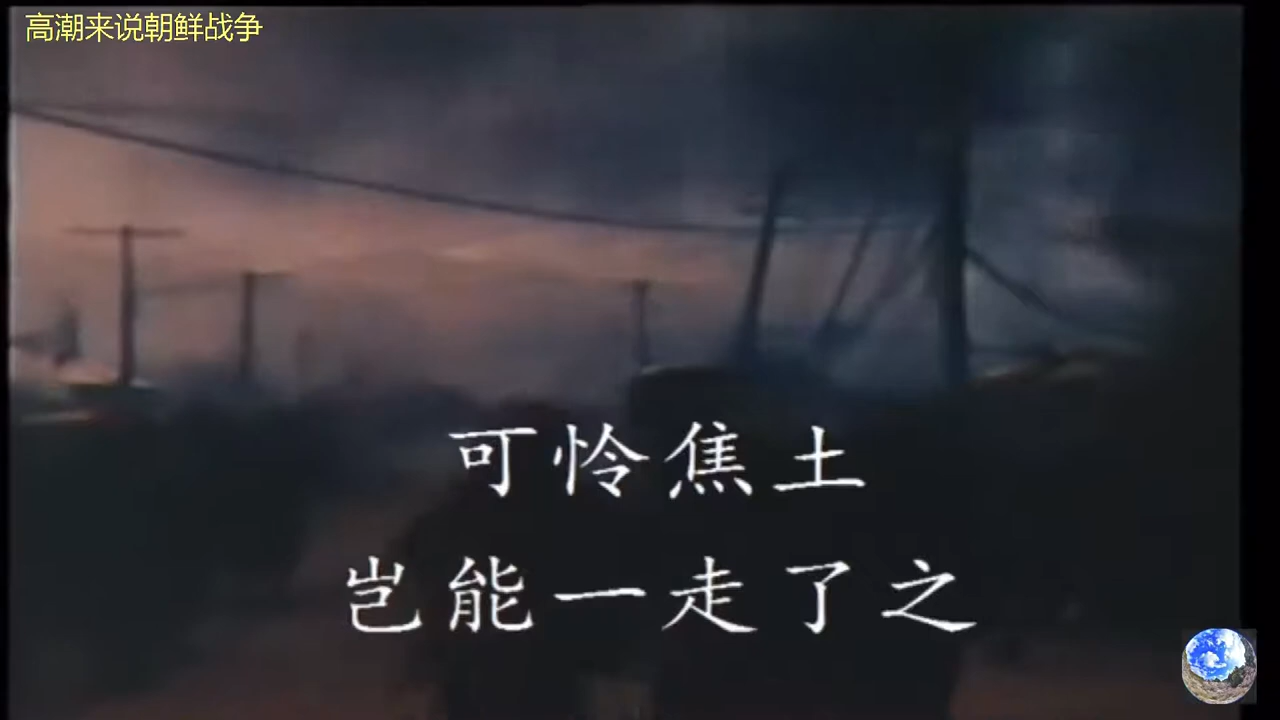 高潮来说朝鲜战争
可怜焦土
岂能一走了之